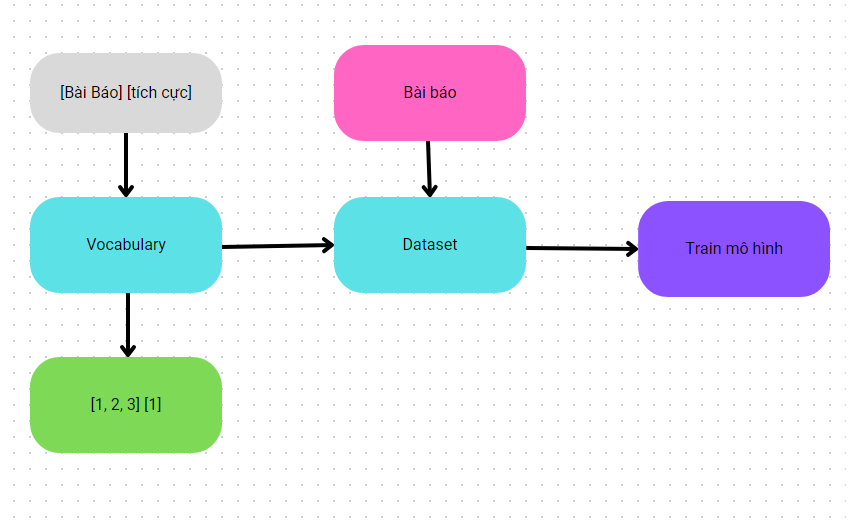 [Bài Báo] [tích cực]
Bài báo
Vocabulary
Dataset
Train mô hình
[1, 2, 3] [1]